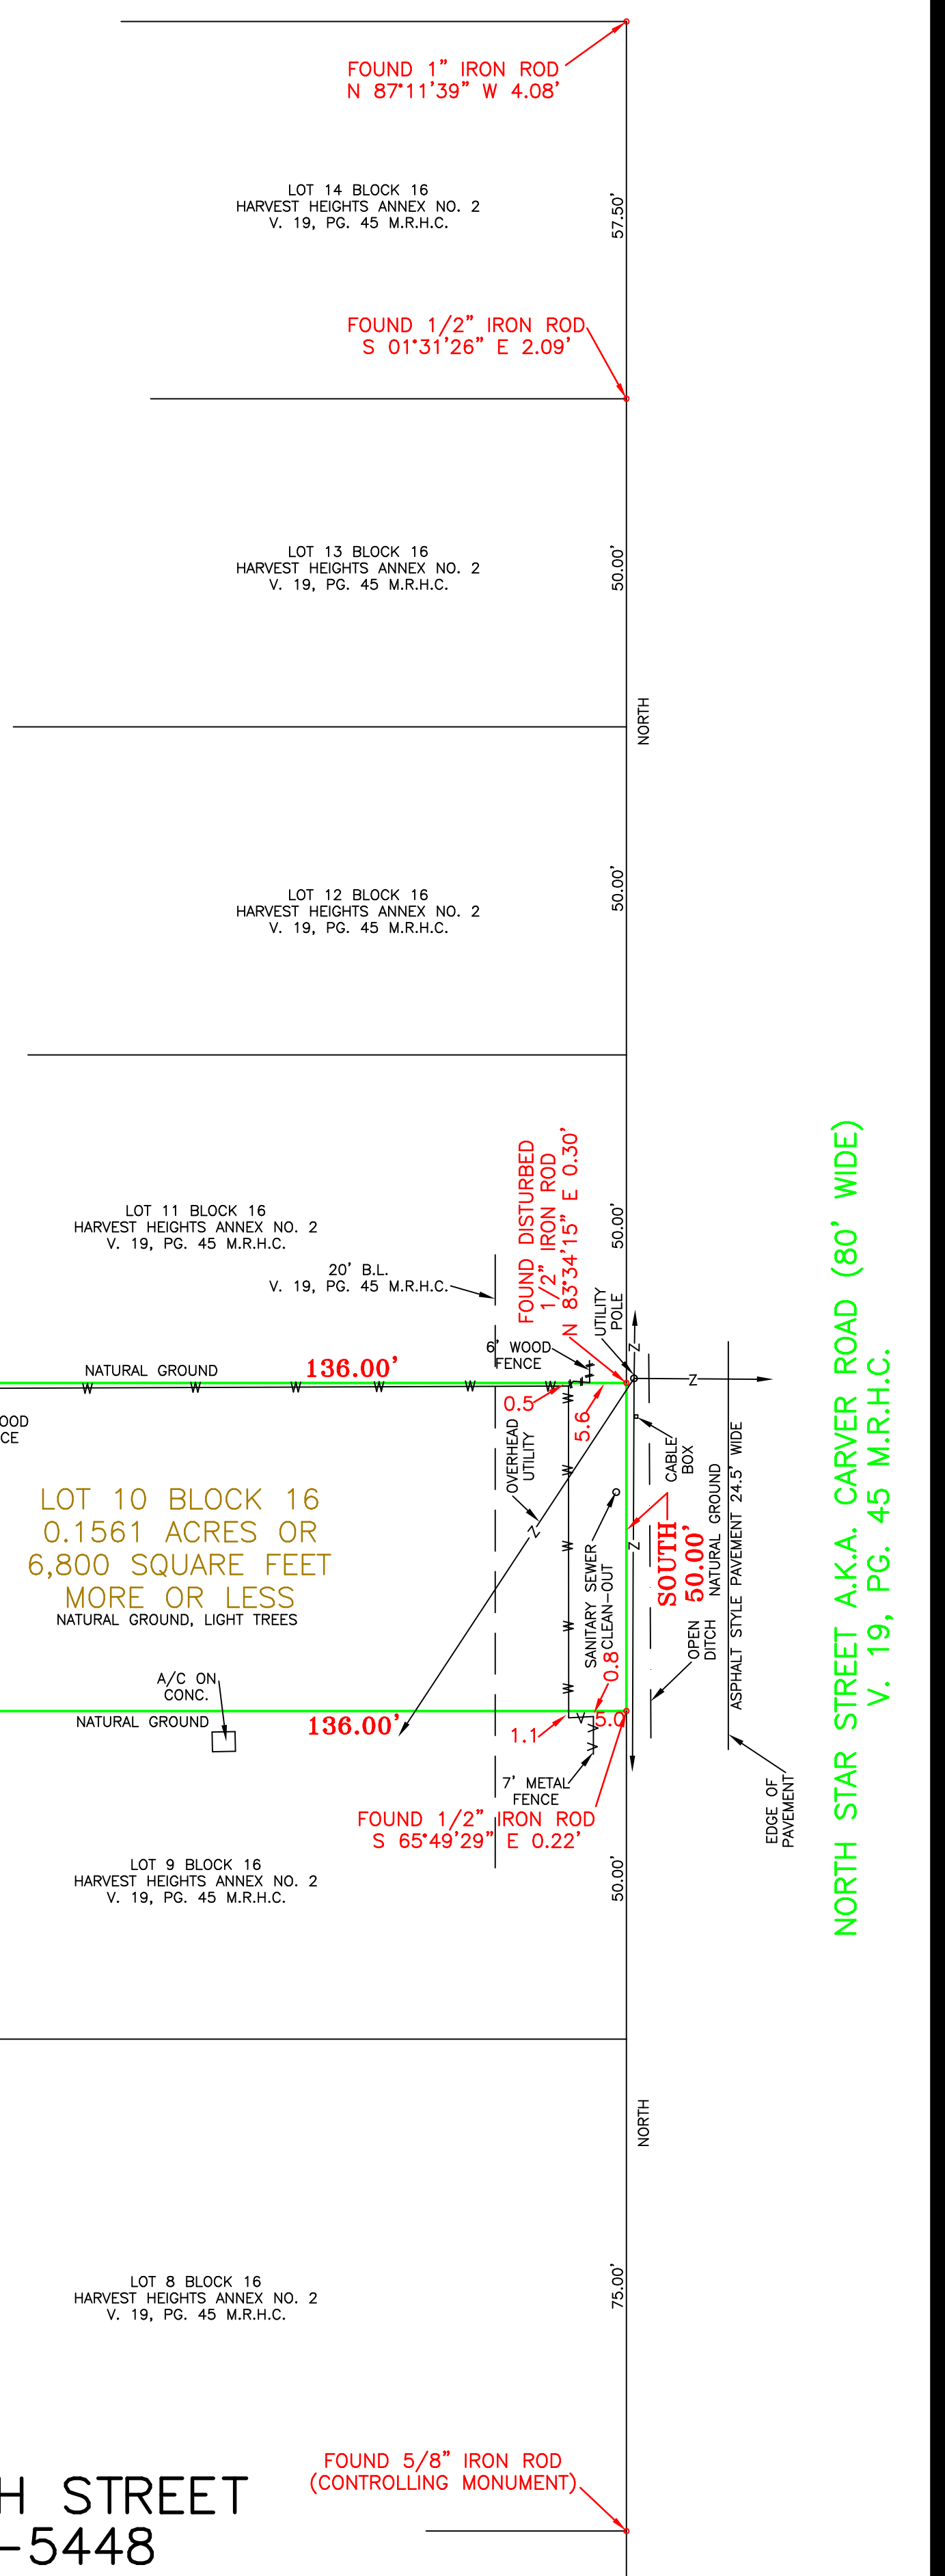 FOUND 1" IRON ROD
N 87°11'39" W 4.08'
57.50'
LOT 14 BLOCK 16
HARVEST HEIGHTS ANNEX NO. 2
V. 19, PG. 45 M.R.H.C.
FOUND 1/2" IRON ROD
S 01°31'26" E 2.09'
LOT 13 BLOCK 16
HARVEST HEIGHTS ANNEX NO. 2
V. 19, PG. 45 M.R.H.C.
50.00'
NORTH
LOT 12 BLOCK 16
HARVEST HEIGHTS ANNEX NO. 2
V. 19, PG. 45 M.R.H.C.
50.00'
LOT 11 BLOCK 16
HARVEST HEIGHTS ANNEX NO. 2
V. 19, PG. 45 M.R.H.C.
50.00'
20' B.L.
V. 19, PG. 45 M.R.H.C.
FOUND DISTURBED
1/2" IRON ROD
N 83°34'15" E 0.30'
UTILITY
POLE
6' WOOD
FENCE
NATURAL GROUND
136.00'
W W W W W W
Z
Z
0.5
5.6
OOD
CE
OVERHEAD
UTILITY
Z
W
W
W
W
W
CABLE
BOX
LOT 10 BLOCK 16
0.1561 ACRES OR
6,800 SQUARE FEET
MORE OR LESS
NATURAL GROUND, LIGHT TREES
SANITARY SEWER
CLEAN-OUT
Z
SOUTH
50.00'
NATURAL GROUND
ASPHALT STYLE PAVEMENT 24.5' WIDE
OPEN
DITCH
A/C ON
CONC.
NATURAL GROUND
136.00'
0.8
5.0
1.1
7' METAL
FENCE
EDGE OF
PAVEMENT
NORTH STAR STREET A.K.A. CARVER ROAD (80' WIDE)
V. 19, PG. 45 M.R.H.C.
FOUND 1/2" IRON ROD
S 65°49'29" E 0.22'
LOT 9 BLOCK 16
HARVEST HEIGHTS ANNEX NO. 2
V. 19, PG. 45 M.R.H.C.
50.00'
NORTH
LOT 8 BLOCK 16
HARVEST HEIGHTS ANNEX NO. 2
V. 19, PG. 45 M.R.H.C.
75.00'
FOUND 5/8" IRON ROD
(CONTROLLING MONUMENT)
H STREET
-5448